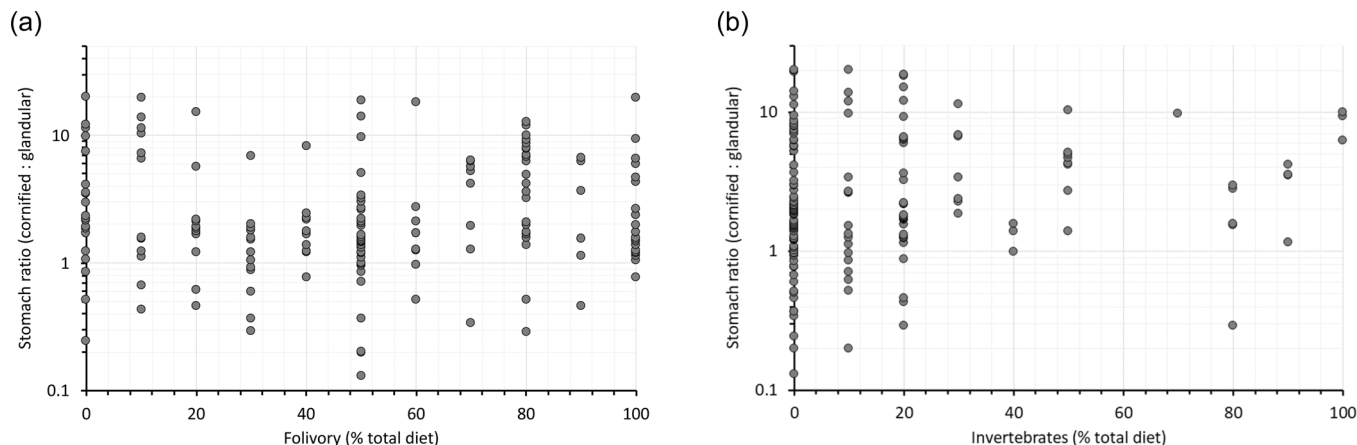 (a)
(b)
Stomach ratio (cornified : glandular)
10
1
0.1
0 20 40 60 80 100
Folivory (% total diet)
Stomach ratio (cornified : glandular)
10
1
0.1
0 20 40 60 80 100
Invertebrates (% total diet)